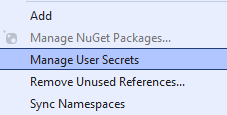 Add
Manage NuGet Packages...
Manage User Secrets
Remove Unused References...
Sync Namespaces